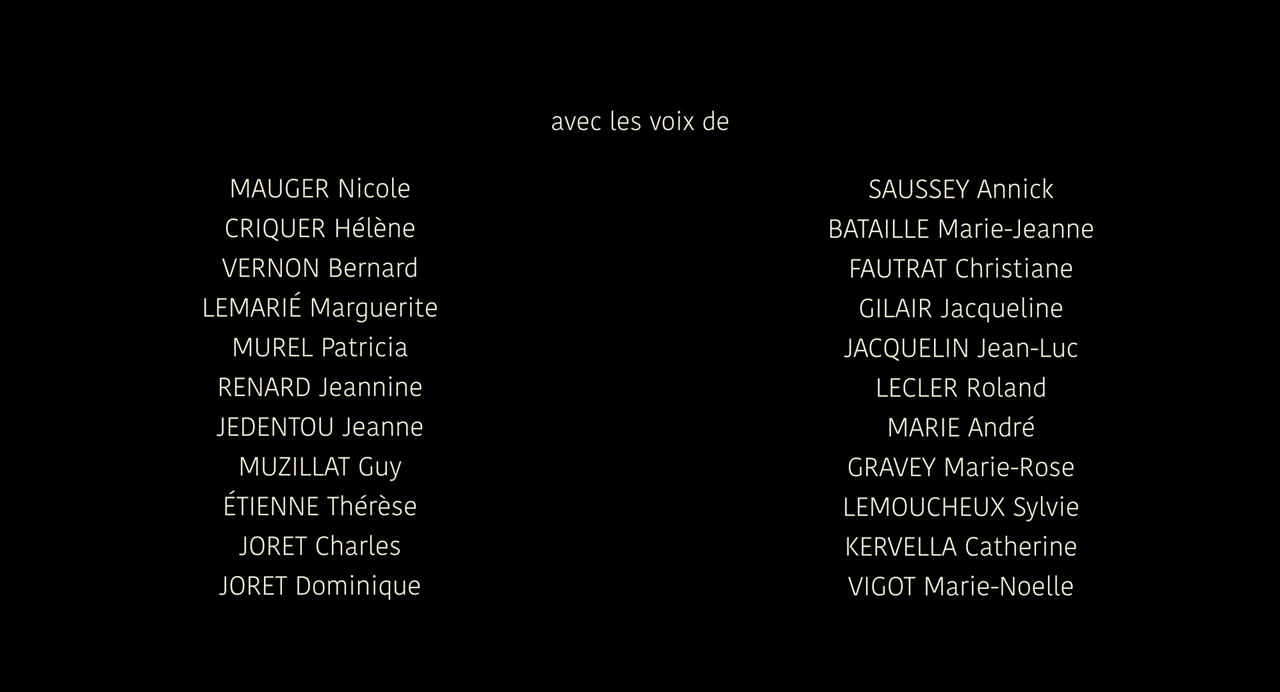 avec les voix de
MAUGER Nicole
CRIQUER Hélène
VERNON Bernard
LEMARIÉ Marguerite
MUREL Patricia
RENARD Jeannine
JEDENTOU Jeanne
MUZILLAT Guy
ÉTIENNE Thérèse
JORET Charles
JORET Dominique
SAUSSEY Annick
BATAILLE Marie-Jeanne
FAUTRAT Christiane
GILAIR Jacqueline
JACQUELIN Jean-Luc
LECLER Roland
MARIE André
GRAVEY Marie-Rose
LEMOUCHEUX Sylvie
KERVELLA Catherine
VIGOT Marie-Noelle